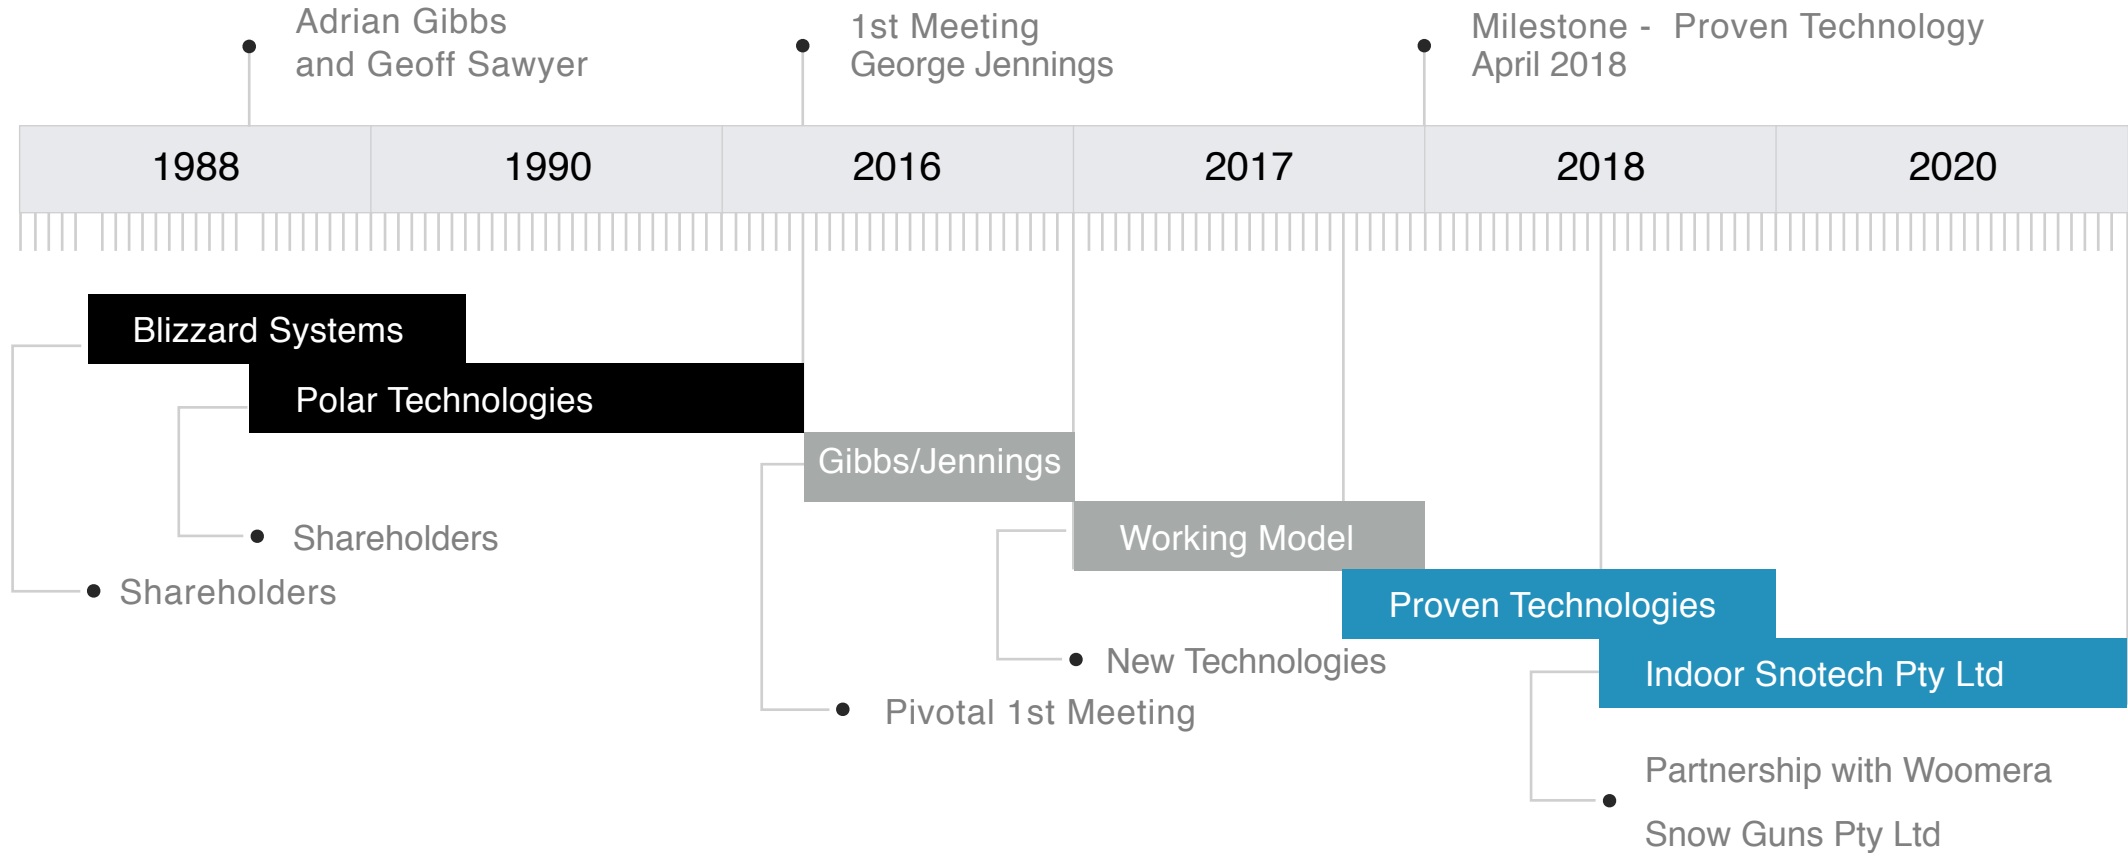 Adrian Gibbs
and Geoff Sawyer
1st Meeting
George Jennings
Milestone - Proven Technology
April 2018
1988
1990
2016
2017
2018
2020
Blizzard Systems
Polar Technologies
Gibbs/Jennings
Shareholders
Working Model
Shareholders
Proven Technologies
New Technologies
Indoor Snotech Pty Ltd
Pivotal 1st Meeting
Partnership with Woomera
Snow Guns Pty Ltd